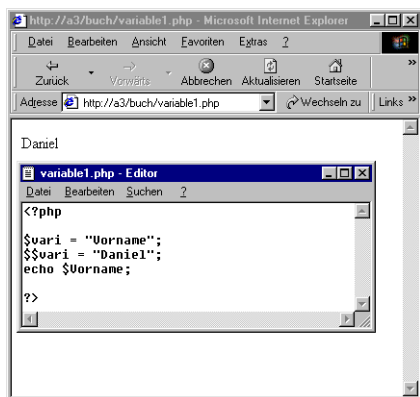 http://a3/buch/variable1.php - Microsoft Internet Explorer
Datei Bearbeiten Ansicht Favoriten Extras ?
Zurück Vorwärts Abbrechen Aktualisieren Startseite »
Adresse http://a3/buch/variable1.php Wechseln zu Links »
Daniel
variable1.php - Editor
Datei Bearbeiten Suchen ?
<?php
$vari = "Vorname";
$$vari = "Daniel";
echo $Vorname;
?>